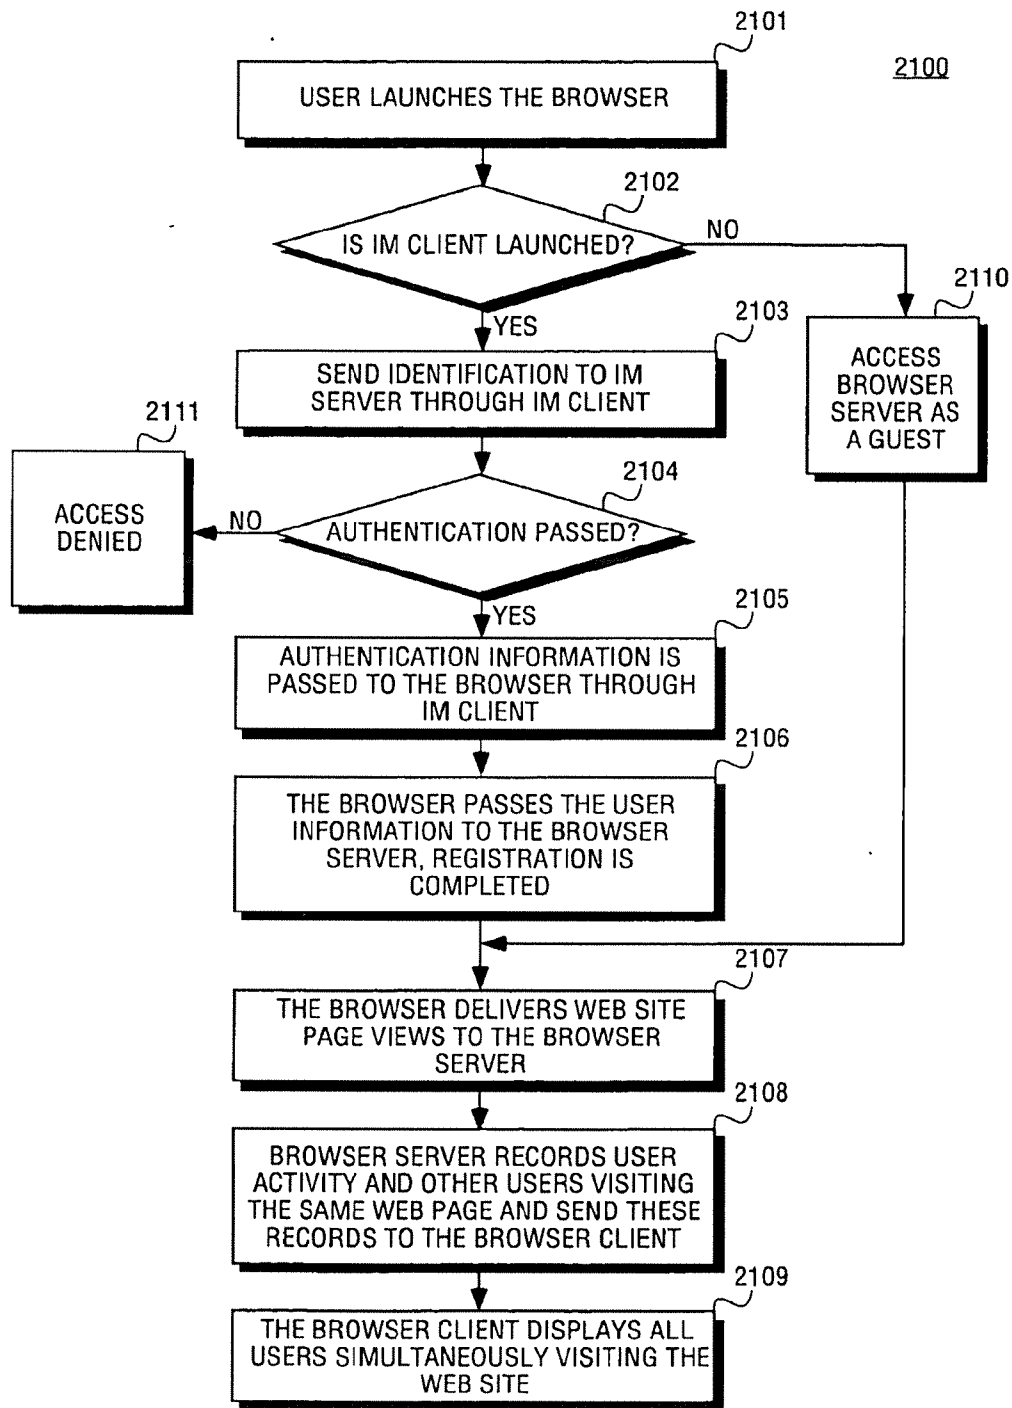 2101
2100
USER LAUNCHES THE BROWSER
2102
IS IM CLIENT LAUNCHED?
NO
2110
YES
2103
ACCESS
BROWSER
SERVER AS
A GUEST
SEND IDENTIFICATION TO IM
SERVER THROUGH IM CLIENT
2111
2104
ACCESS
DENIED
NO
AUTHENTICATION PASSED?
YES
2105
AUTHENTICATION INFORMATION IS
PASSED TO THE BROWSER THROUGH
IM CLIENT
2106
THE BROWSER PASSES THE USER
INFORMATION TO THE BROWSER
SERVER, REGISTRATION IS
COMPLETED
2107
THE BROWSER DELIVERS WEB SITE
PAGE VIEWS TO THE BROWSER
SERVER
2108
BROWSER SERVER RECORDS USER
ACTIVITY AND OTHER USERS VISITING
THE SAME WEB PAGE AND SEND THESE
RECORDS TO THE BROWSER CLIENT
2109
THE BROWSER CLIENT DISPLAYS ALL
USERS SIMULTANEOUSLY VISITING THE
WEB SITE